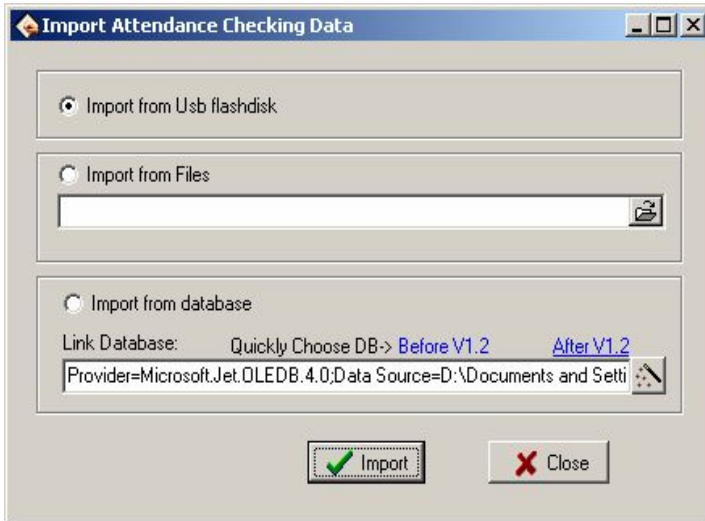 Import Attendance Checking Data
Import from Usb flashdisk
Import from Files
Import from database
Link Database: Quickly Choose DB-> Before V1.2 After V1.2
Provider=Microsoft.Jet.OLEDB.4.0;Data Source=D:\Documents and Setti
Import Close